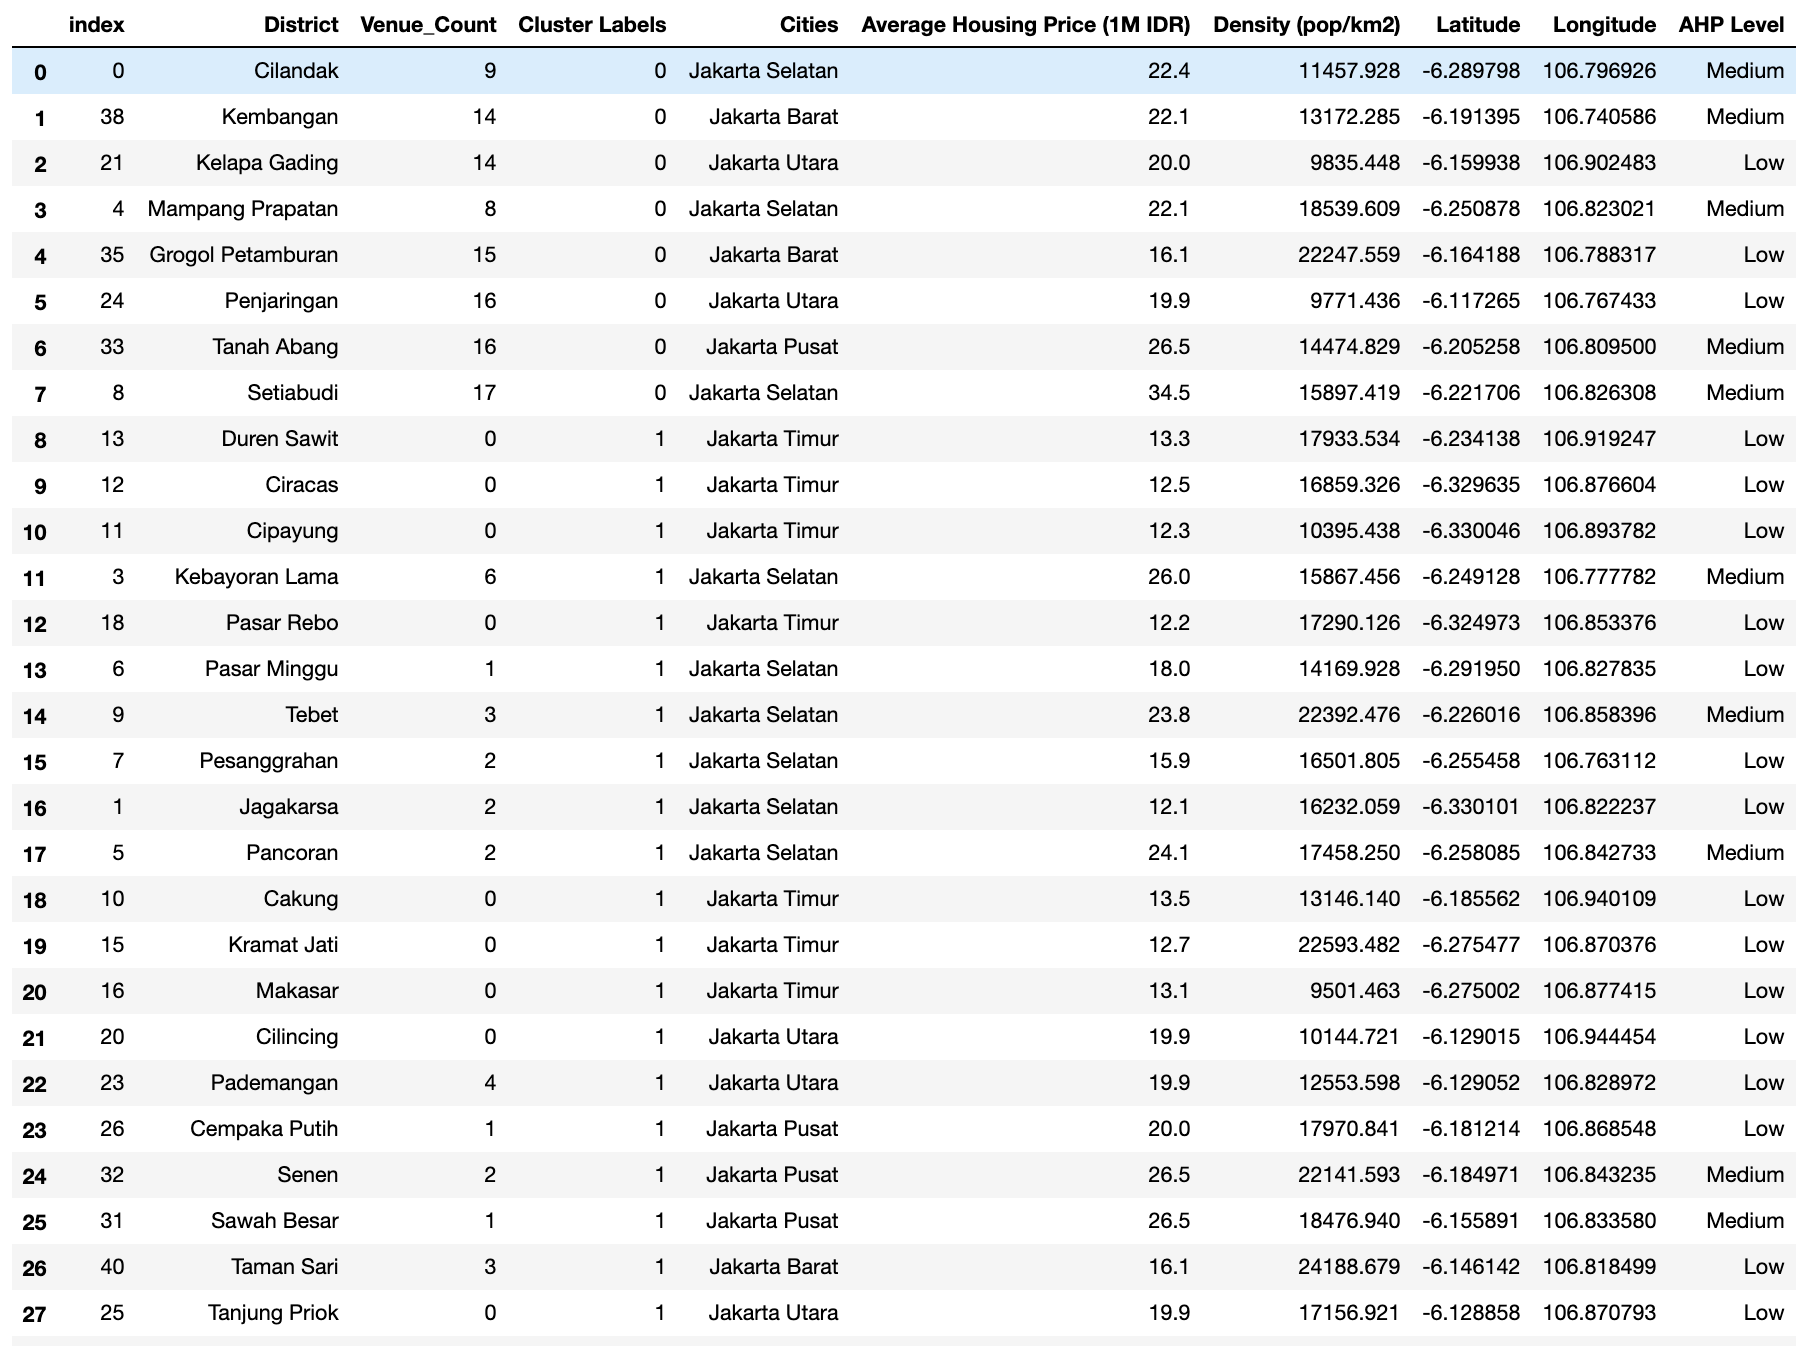 index District Venue_Count Cluster Labels Cities Average Housing Price (1M IDR) Density (pop/km2) Latitude Longitude AHP Level
0 0 Cilandak 9 0 Jakarta Selatan 22.4 11457.928 -6.289798 106.796926 Medium
1 38 Kembangan 14 0 Jakarta Barat 22.1 13172.285 -6.191395 106.740586 Medium
2 21 Kelapa Gading 14 0 Jakarta Utara 20.0 9835.448 -6.159938 106.902483 Low
3 4 Mampang Prapatan 8 0 Jakarta Selatan 22.1 18539.609 -6.250878 106.823021 Medium
4 35 Grogol Petamburan 15 0 Jakarta Barat 16.1 22247.559 -6.164188 106.788317 Low
5 24 Penjaringan 16 0 Jakarta Utara 19.9 9771.436 -6.117265 106.767433 Low
6 33 Tanah Abang 16 0 Jakarta Pusat 26.5 14474.829 -6.205258 106.809500 Medium
7 8 Setiabudi 17 0 Jakarta Selatan 34.5 15897.419 -6.221706 106.826308 Medium
8 13 Duren Sawit 0 1 Jakarta Timur 13.3 17933.534 -6.234138 106.919247 Low
9 12 Ciracas 0 1 Jakarta Timur 12.5 16859.326 -6.329635 106.876604 Low
10 11 Cipayung 0 1 Jakarta Timur 12.3 10395.438 -6.330046 106.893782 Low
11 3 Kebayoran Lama 6 1 Jakarta Selatan 26.0 15867.456 -6.249128 106.777782 Medium
12 18 Pasar Rebo 0 1 Jakarta Timur 12.2 17290.126 -6.324973 106.853376 Low
13 6 Pasar Minggu 1 1 Jakarta Selatan 18.0 14169.928 -6.291950 106.827835 Low
14 9 Tebet 3 1 Jakarta Selatan 23.8 22392.476 -6.226016 106.858396 Medium
15 7 Pesanggrahan 2 1 Jakarta Selatan 15.9 16501.805 -6.255458 106.763112 Low
16 1 Jagakarsa 2 1 Jakarta Selatan 12.1 16232.059 -6.330101 106.822237 Low
17 5 Pancoran 2 1 Jakarta Selatan 24.1 17458.250 -6.258085 106.842733 Medium
18 10 Cakung 0 1 Jakarta Timur 13.5 13146.140 -6.185562 106.940109 Low
19 15 Kramat Jati 0 1 Jakarta Timur 12.7 22593.482 -6.275477 106.870376 Low
20 16 Makasar 0 1 Jakarta Timur 13.1 9501.463 -6.275002 106.877415 Low
21 20 Cilincing 0 1 Jakarta Utara 19.9 10144.721 -6.129015 106.944454 Low
22 23 Pademangan 4 1 Jakarta Utara 19.9 12553.598 -6.129052 106.828972 Low
23 26 Cempaka Putih 1 1 Jakarta Pusat 20.0 17970.841 -6.181214 106.868548 Low
24 32 Senen 2 1 Jakarta Pusat 26.5 22141.593 -6.184971 106.843235 Medium
25 31 Sawah Besar 1 1 Jakarta Pusat 26.5 18476.940 -6.155891 106.833580 Medium
26 40 Taman Sari 3 1 Jakarta Barat 16.1 24188.679 -6.146142 106.818499 Low
27 25 Tanjung Priok 0 1 Jakarta Utara 19.9 17156.921 -6.128858 106.870793 Low